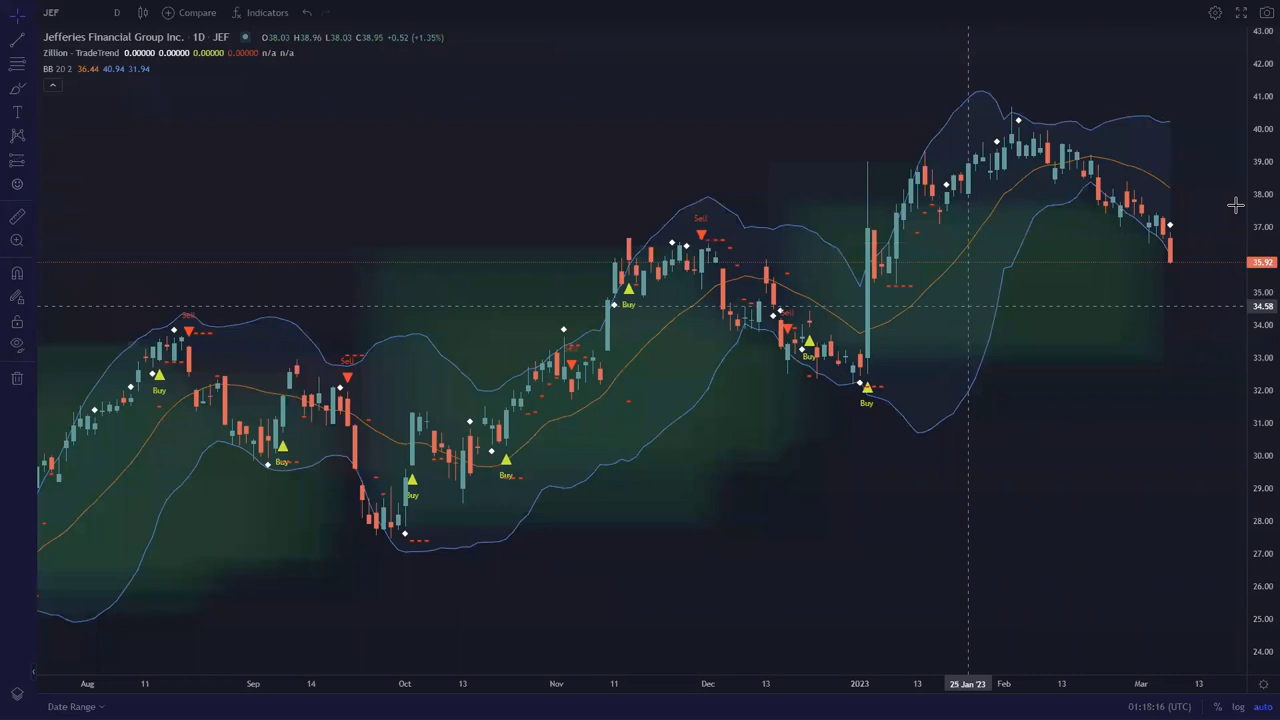 JEF D Compare Indicators
Jefferies Financial Group Inc. · 1D · JEF O38.03 H38.96 L38.03 C38.95 +0.52 (+1.35%)
Zillion - TradeTrend 0.00000 0.00000 0.00000 0.00000 n/a n/a
BB 20 2 36.44 40.94 31.94
43.00
42.00
41.00
40.00
39.00
38.00
37.00
35.92
35.00
34.58
34.00
33.00
32.00
31.00
30.00
29.00
28.00
27.00
26.00
25.00
24.00
Sell
Buy
Buy
Sell
Buy
Buy
Sell
Buy
Sell
Sell
Buy
Buy
Aug 11 Sep 14 Oct 13 Nov 11 Dec 13 2023 13 25 Jan '23 Feb 13 Mar 13
Date Range 01:18:16 (UTC) % log auto